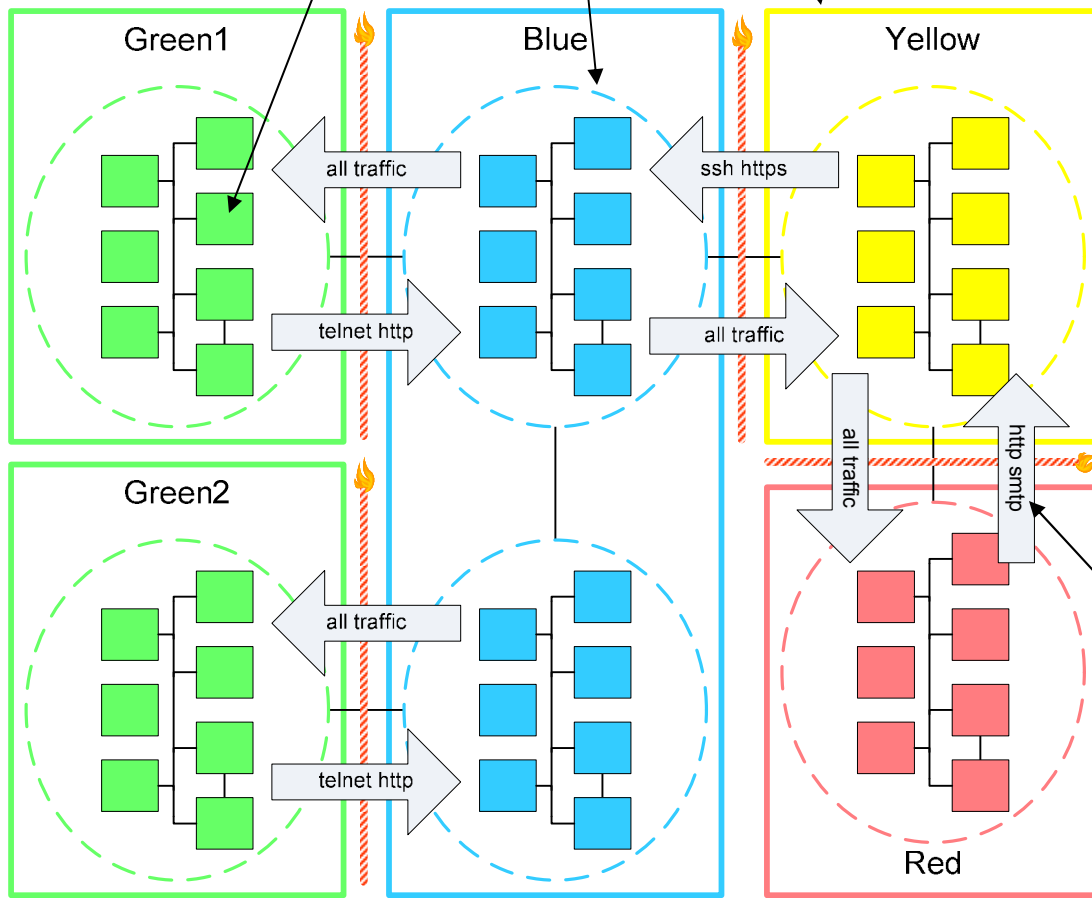 Green1
Blue
Yellow
all traffic
ssh https
telnet http
all traffic
all traffic
http smtp
Green2
all traffic
telnet http
Red